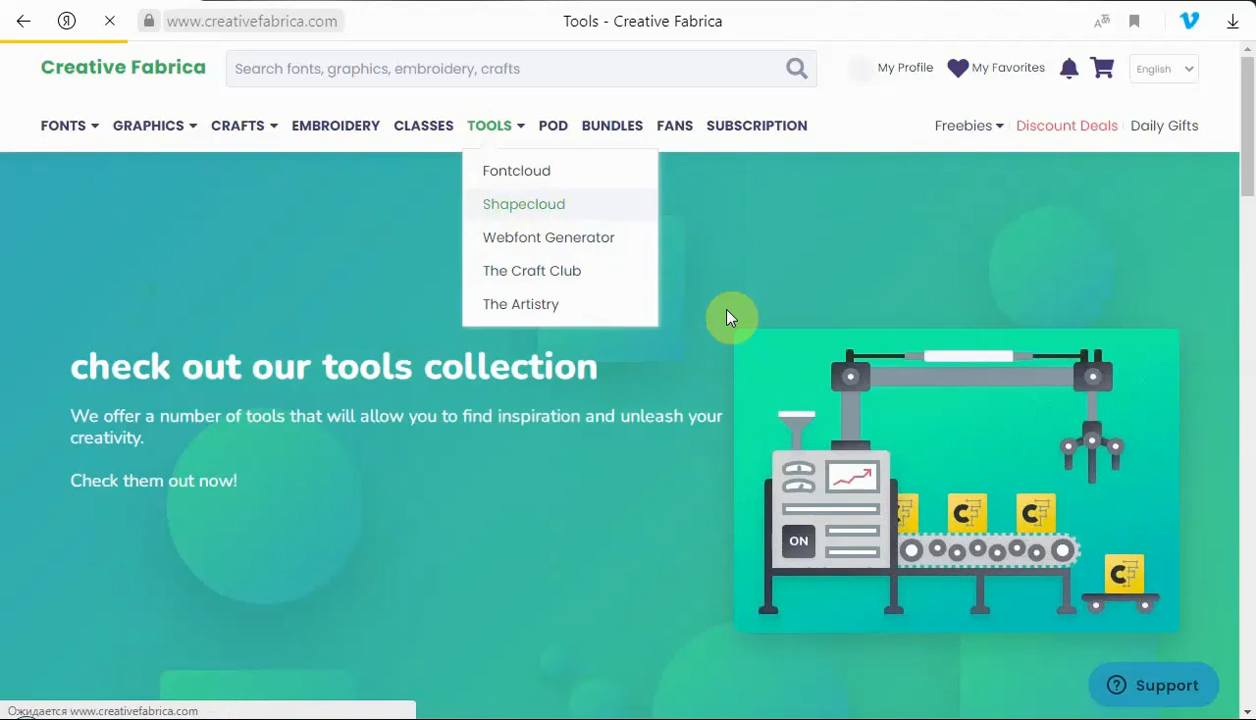 Я
www.creativefabrica.com
Tools - Creative Fabrica
Creative Fabrica
Search fonts, graphics, embroidery, crafts
My Profile
My Favorites
English
FONTS
GRAPHICS
CRAFTS
EMBROIDERY
CLASSES
TOOLS
POD
BUNDLES
FANS
SUBSCRIPTION
Freebies
Discount Deals
Daily Gifts
Fontcloud
Shapecloud
Webfont Generator
The Craft Club
The Artistry
check out our tools collection
We offer a number of tools that will allow you to find inspiration and unleash your
creativity.
Check them out now!
ON
Support
Ожидается www.creativefabrica.com